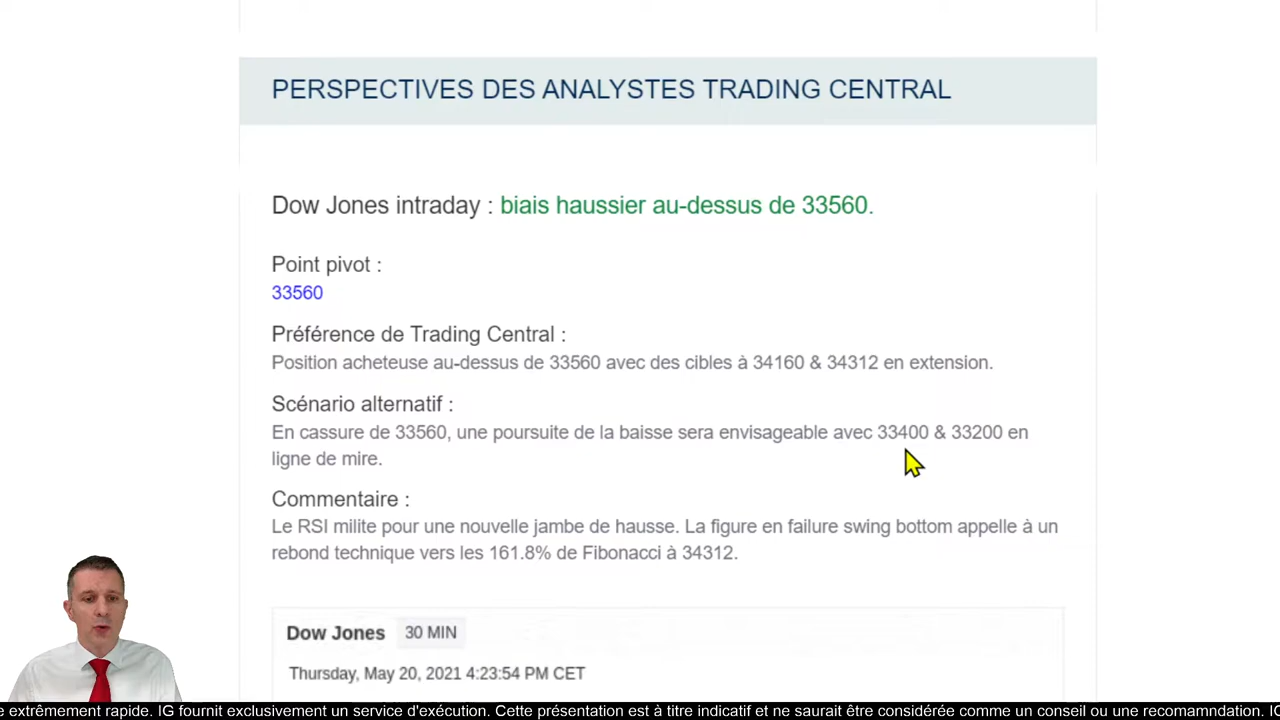 PERSPECTIVES DES ANALYSTES TRADING CENTRAL
Dow Jones intraday : biais haussier au-dessus de 33560.
Point pivot :
33560
Préférence de Trading Central :
Position acheteuse au-dessus de 33560 avec des cibles à 34160 & 34312 en extension.
Scénario alternatif :
En cassure de 33560, une poursuite de la baisse sera envisageable avec 33400 & 33200 en
ligne de mire.
Commentaire :
Le RSI milite pour une nouvelle jambe de hausse. La figure en failure swing bottom appelle à un
rebond technique vers les 161.8% de Fibonacci à 34312.
Dow Jones 30 MIN
Thursday, May 20, 2021 4:23:54 PM CET
e extrêmement rapide. IG fournit exclusivement un service d'exécution. Cette présentation est à titre indicatif et ne saurait être considérée comme un conseil ou une recomamndation. IG